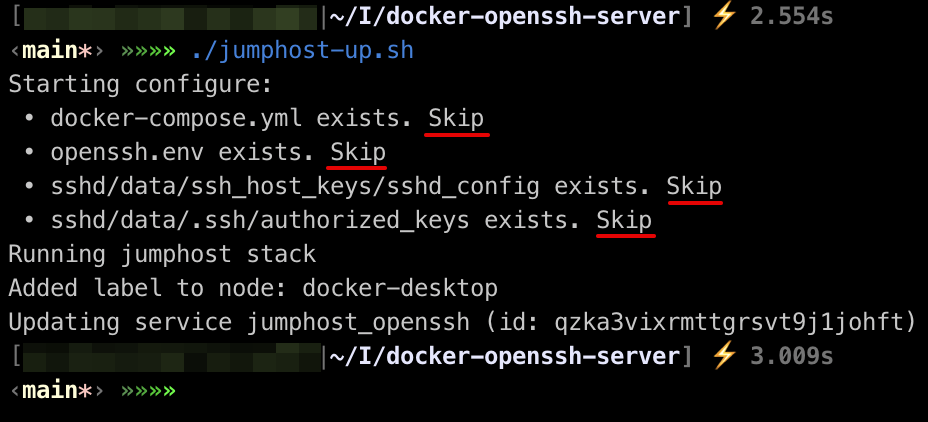 [ |~/I/docker-openssh-server] ⚡ 2.554s
‹main*› »»»» ./jumphost-up.sh
Starting configure:
• docker-compose.yml exists. Skip
• openssh.env exists. Skip
• sshd/data/ssh_host_keys/sshd_config exists. Skip
• sshd/data/.ssh/authorized_keys exists. Skip
Running jumphost stack
Added label to node: docker-desktop
Updating service jumphost_openssh (id: qzka3vixrmttgrsvt9j1johft)
[ |~/I/docker-openssh-server] ⚡ 3.009s
‹main*› »»»»